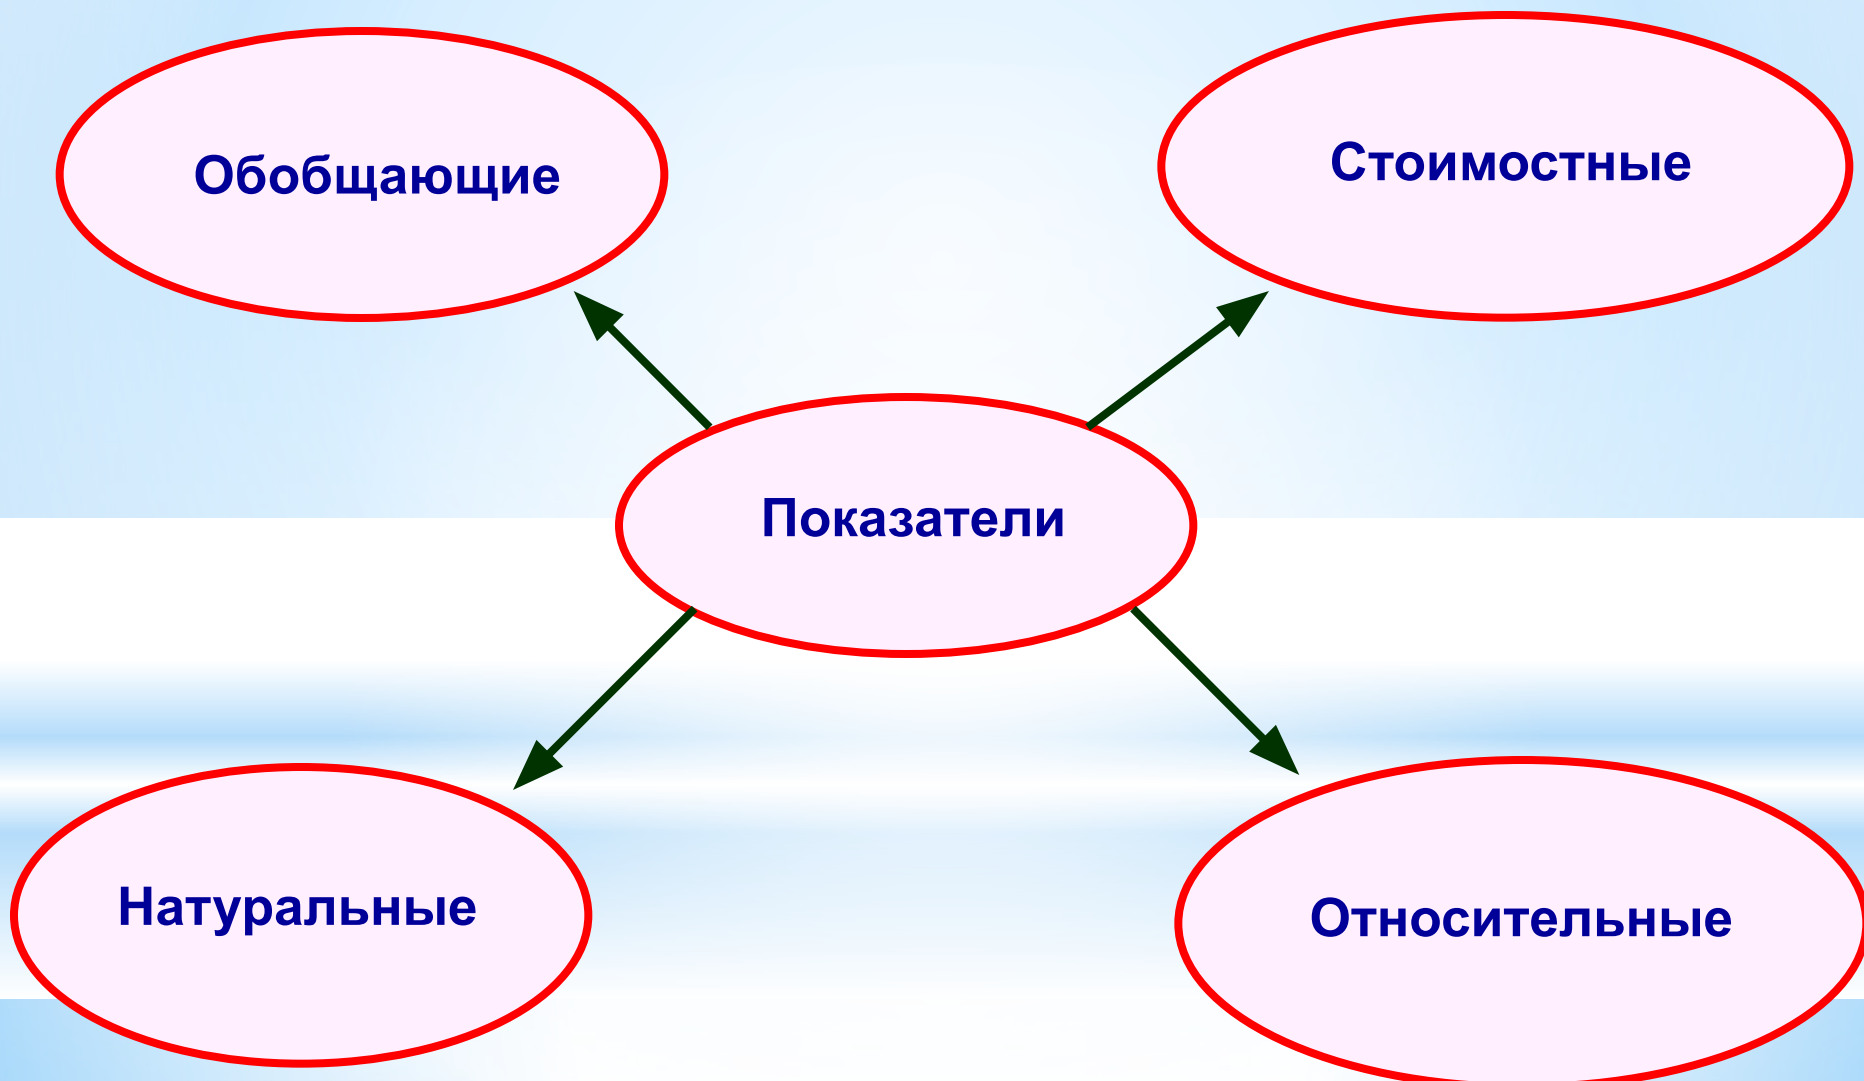 Обобщающие
Стоимостные
Показатели
Натуральные
Относительные